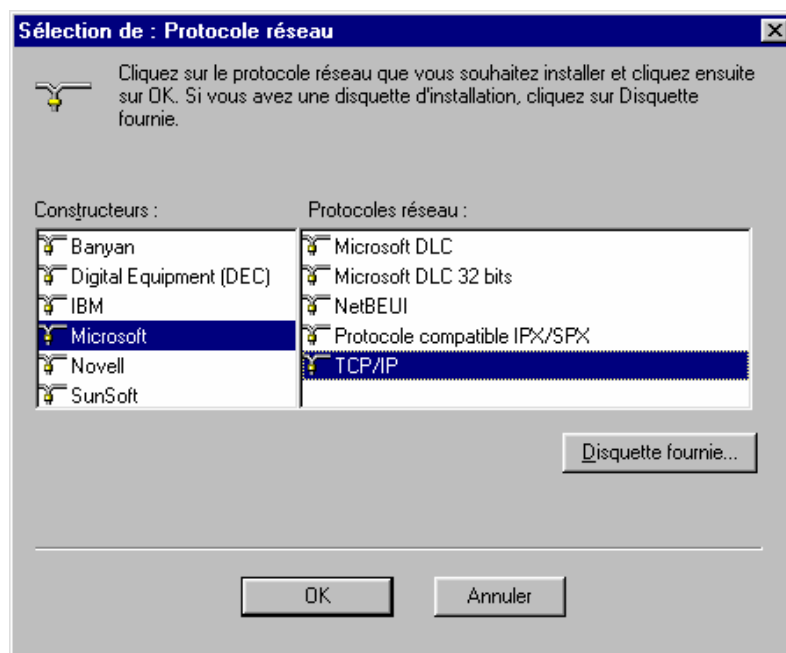 Sélection de : Protocole réseau
Cliquez sur le protocole réseau que vous souhaitez installer et cliquez ensuite
sur OK. Si vous avez une disquette d'installation, cliquez sur Disquette
fournie.
Constructeurs :
Banyan
Digital Equipment (DEC)
IBM
Microsoft
Novell
SunSoft
Protocoles réseau :
Microsoft DLC
Microsoft DLC 32 bits
NetBEUI
Protocole compatible IPX/SPX
TCP/IP
Disquette fournie...
OK
Annuler